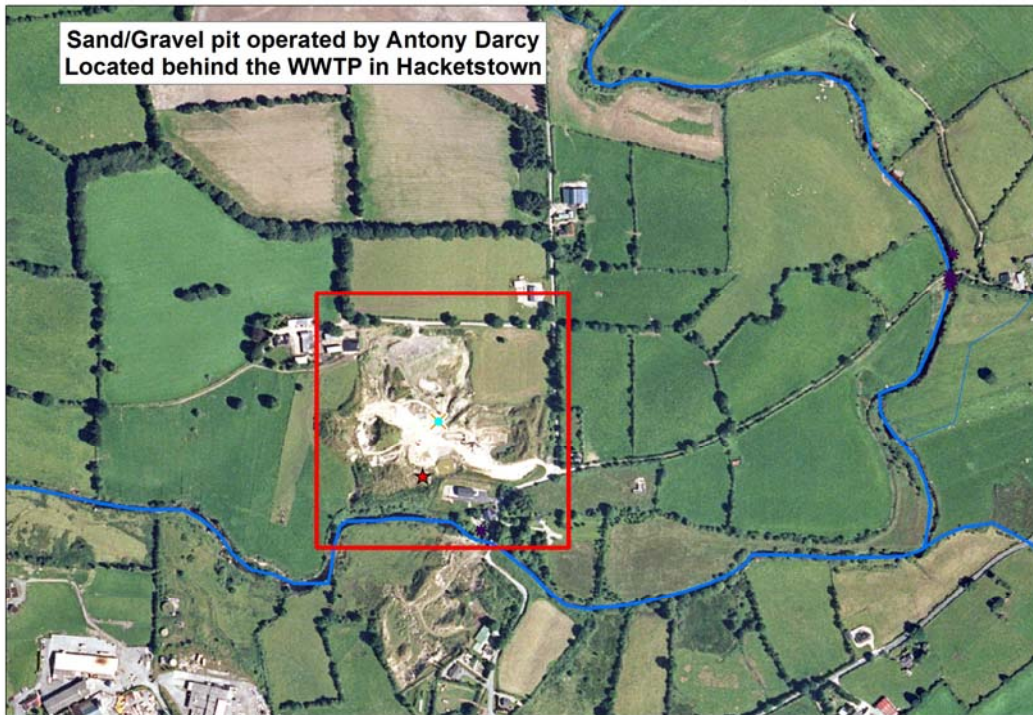 Sand/Gravel pit operated by Antony Darcy
Located behind the WWTP in Hacketstown